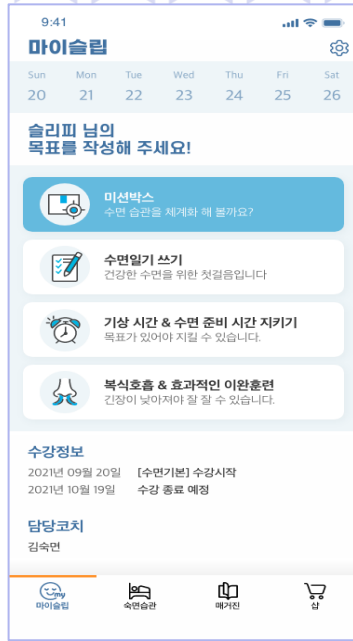 9:41
마이슬립
Sun Mon Tue Wed Thu Fri Sat
20 21 22 23 24 25 26
슬리피 님의
목표를 작성해 주세요!
미션박스
수면 습관을 체계화 해 볼까요?
수면일기 쓰기
건강한 수면을 위한 첫걸음입니다
기상 시간 & 수면 준비 시간 지키기
목표가 있어야 지킬 수 있습니다.
복식호흡 & 효과적인 이완훈련
긴장이 낮아져야 잘 잘 수 있습니다.
수강정보
2021년 09월 20일 [수면기본] 수강시작
2021년 10월 19일 수강 종료 예정
담당코치
김숙면
my
마이슬립 숙면습관 매거진 샵